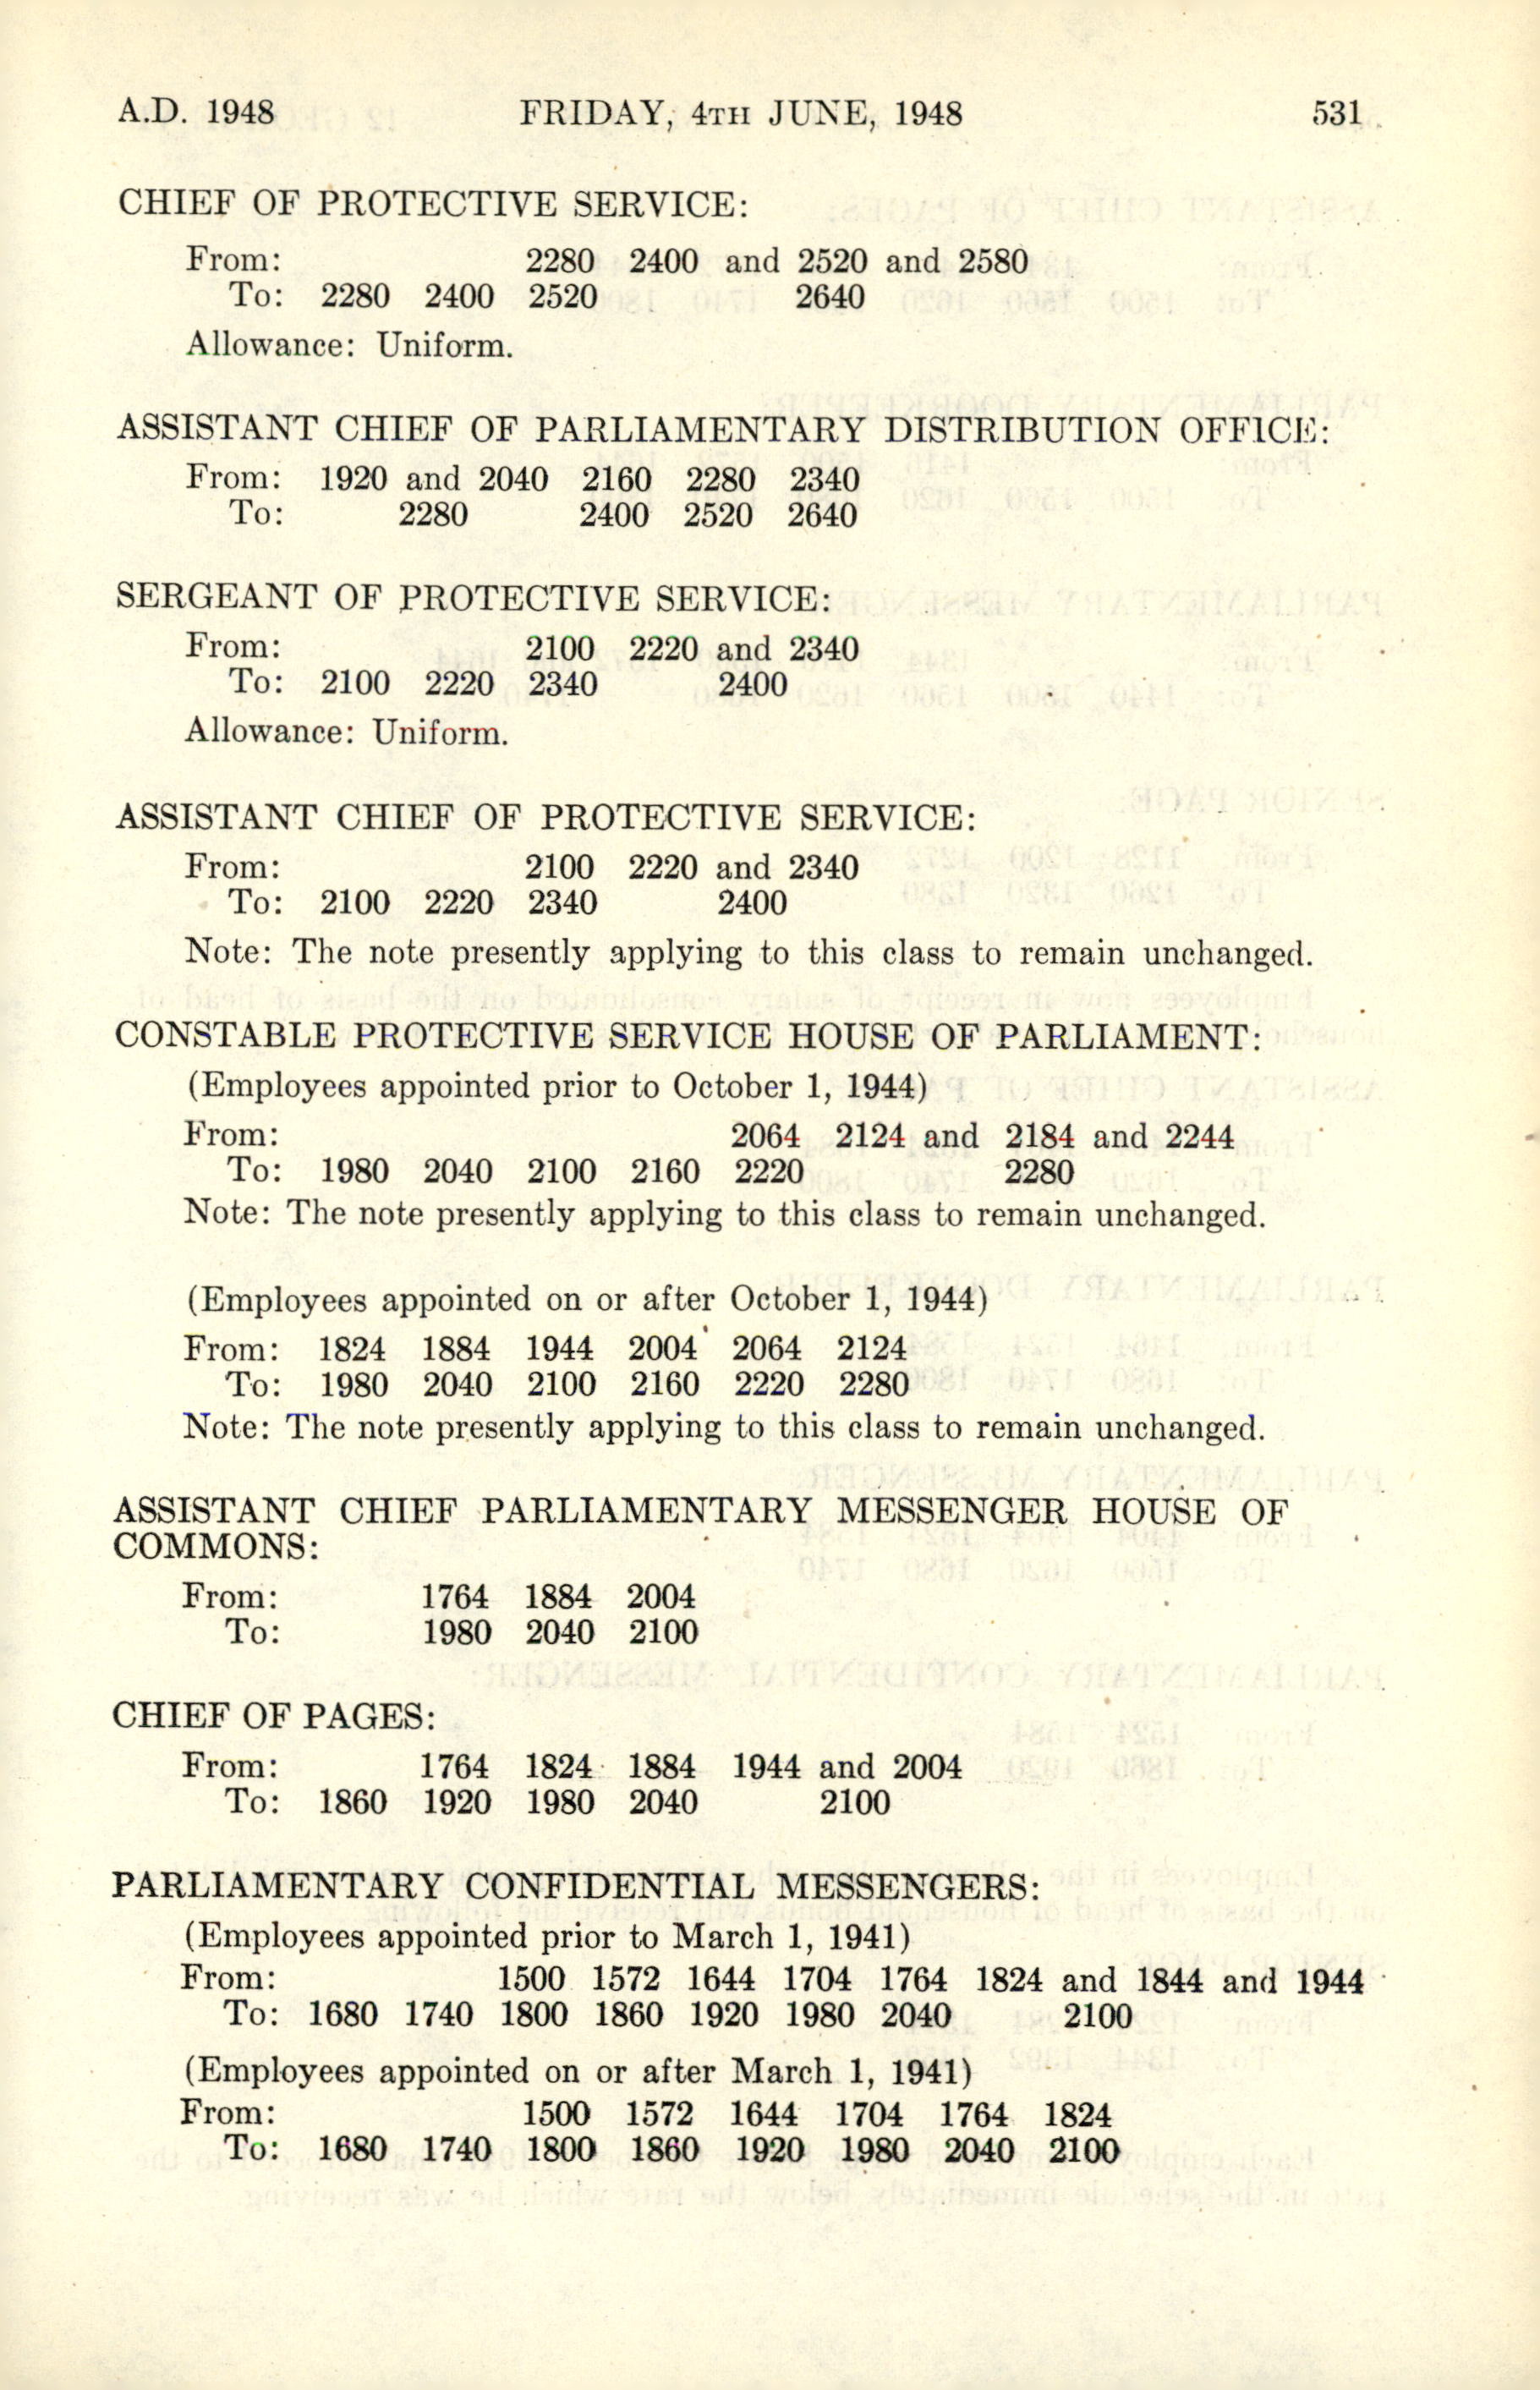 A.D. 1948 FRIDAY, 4TH JUNE, 1948 531
CHIEF OF PROTECTIVE SERVICE:
From: 2280 2400 and 2520 and 2580
To: 2280 2400 2520 2640
Allowance: Uniform.
ASSISTANT CHIEF OF PARLIAMENTARY DISTRIBUTION OFFICE:
From: 1920 and 2040 2160 2280 2340
To: 2280 2400 2520 2640
SERGEANT OF PROTECTIVE SERVICE:
From: 2100 2220 and 2340
To: 2100 2220 2340 2400
Allowance: Uniform.
ASSISTANT CHIEF OF PROTECTIVE SERVICE:
From: 2100 2220 and 2340
To: 2100 2220 2340 2400
Note: The note presently applying to this class to remain unchanged.
CONSTABLE PROTECTIVE SERVICE HOUSE OF PARLIAMENT:
(Employees appointed prior to October 1, 1944)
From: 2064 2124 and 2184 and 2244
To: 1980 2040 2100 2160 2220 2280
Note: The note presently applying to this class to remain unchanged.
(Employees appointed on or after October 1, 1944)
From: 1824 1884 1944 2004 2064 2124
To: 1980 2040 2100 2160 2220 2280
Note: The note presently applying to this class to remain unchanged.
ASSISTANT CHIEF PARLIAMENTARY MESSENGER HOUSE OF
COMMONS:
From: 1764 1884 2004
To: 1980 2040 2100
CHIEF OF PAGES:
From: 1764 1824 1884 1944 and 2004
To: 1860 1920 1980 2040 2100
PARLIAMENTARY CONFIDENTIAL MESSENGERS:
(Employees appointed prior to March 1, 1941)
From: 1500 1572 1644 1704 1764 1824 and 1844 and 1944
To: 1680 1740 1800 1860 1920 1980 2040 2100
(Employees appointed on or after March 1, 1941)
From: 1500 1572 1644 1704 1764 1824
To: 1680 1740 1800 1860 1920 1980 2040 2100